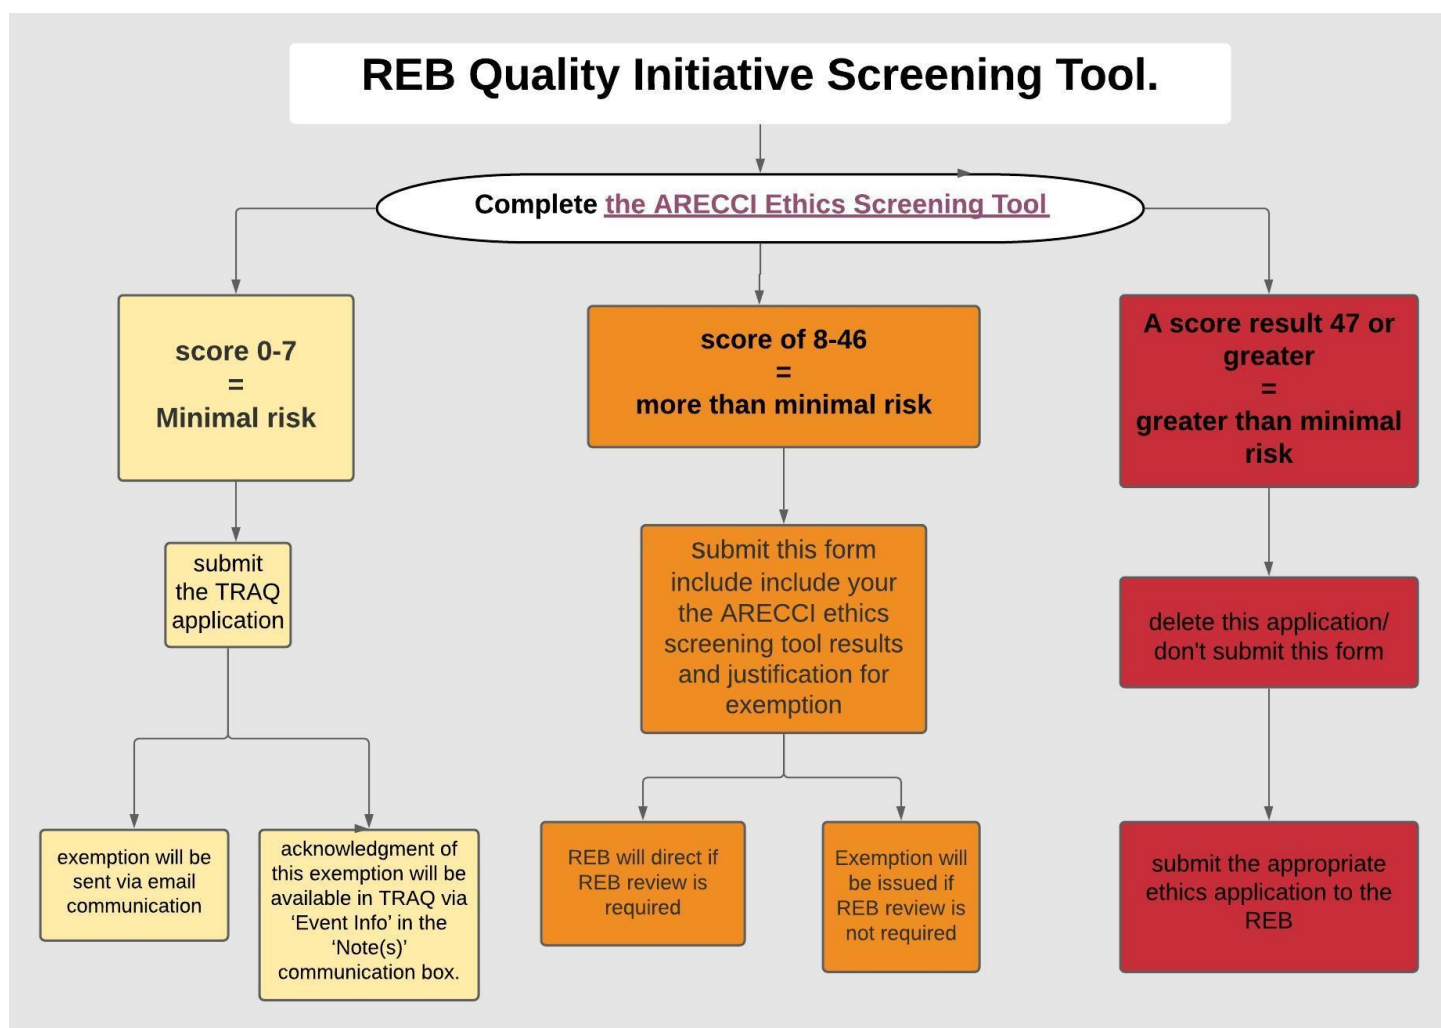 REB Quality Initiative Screening Tool.
Complete the ARECCI Ethics Screening Tool
score 0-7
=
Minimal risk
submit
the TRAQ
application
exemption will be
sent via email
communication
acknowledgment of
this exemption will be
available in TRAQ via
‘Event Info’ in the
‘Note(s)’
communication box.
score of 8-46
=
more than minimal risk
submit this form
include include your
the ARECCI ethics
screening tool results
and justification for
exemption
REB will direct if
REB review is
required
Exemption will
be issued if
REB review is
not required
A score result 47 or
greater
=
greater than minimal
risk
delete this application/
don't submit this form
submit the appropriate
ethics application to the
REB